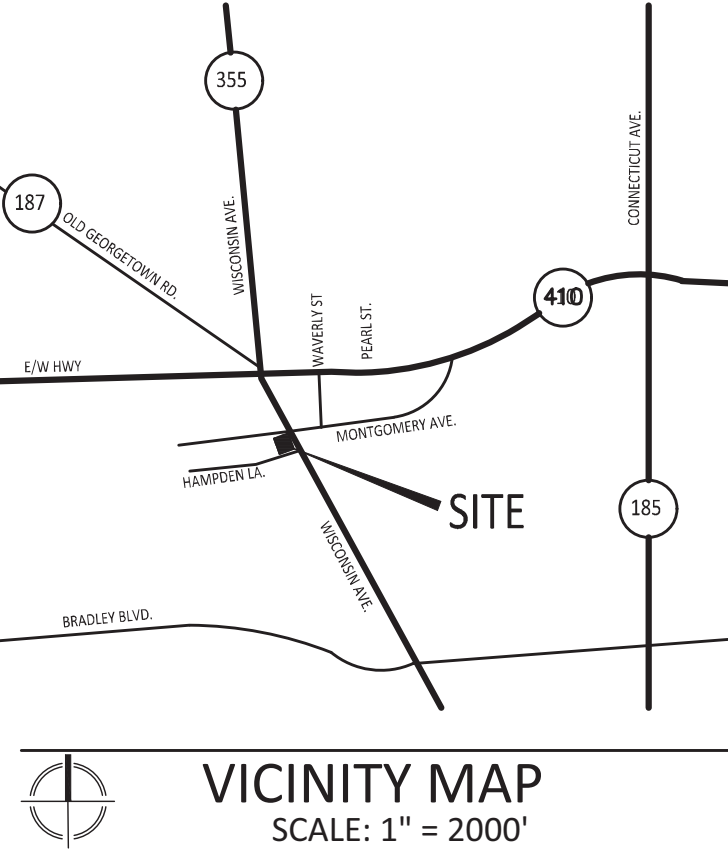 355
CONNECTICUT AVE.
187
OLD GEORGETOWN RD.
WISCONSIN AVE.
410
WAVERLY ST
PEARL ST.
E/W HWY
MONTGOMERY AVE.
HAMPDEN LA.
SITE
185
WISCONSIN AVE.
BRADLEY BLVD.
VICINITY MAP
SCALE: 1" = 2000'